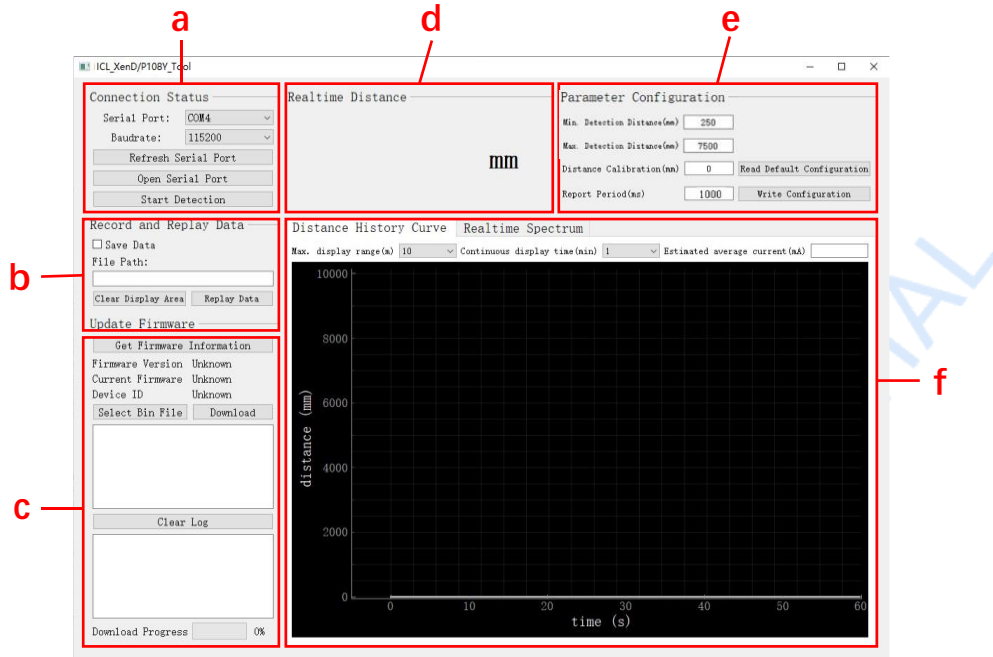 a
d
e
ICL_XenD/P108Y_Tool
Connection Status
Serial Port: COM4
Baudrate: 115200
Refresh Serial Port
Open Serial Port
Start Detection
Realtime Distance
mm
Parameter Configuration
Min. Detection Distance(mm) 250
Max. Detection Distance(mm) 7500
Distance Calibration(mm) 0 Read Default Configuration
Report Period(ms) 1000 Write Configuration
b
Record and Replay Data
Save Data
File Path:
Clear Display Area Replay Data
Update Firmware
c
Get Firmware Information
Firmware Version Unknown
Current Firmware Unknown
Device ID Unknown
Select Bin File Download
Clear Log
Download Progress 0%
f
Distance History Curve Realtime Spectrum
Max. display range(m) 10 Continuous display time(min) 1 Estimated average current(mA)
distance (mm)
10000
8000
6000
4000
2000
0
0 10 20 30 40 50 60
time (s)